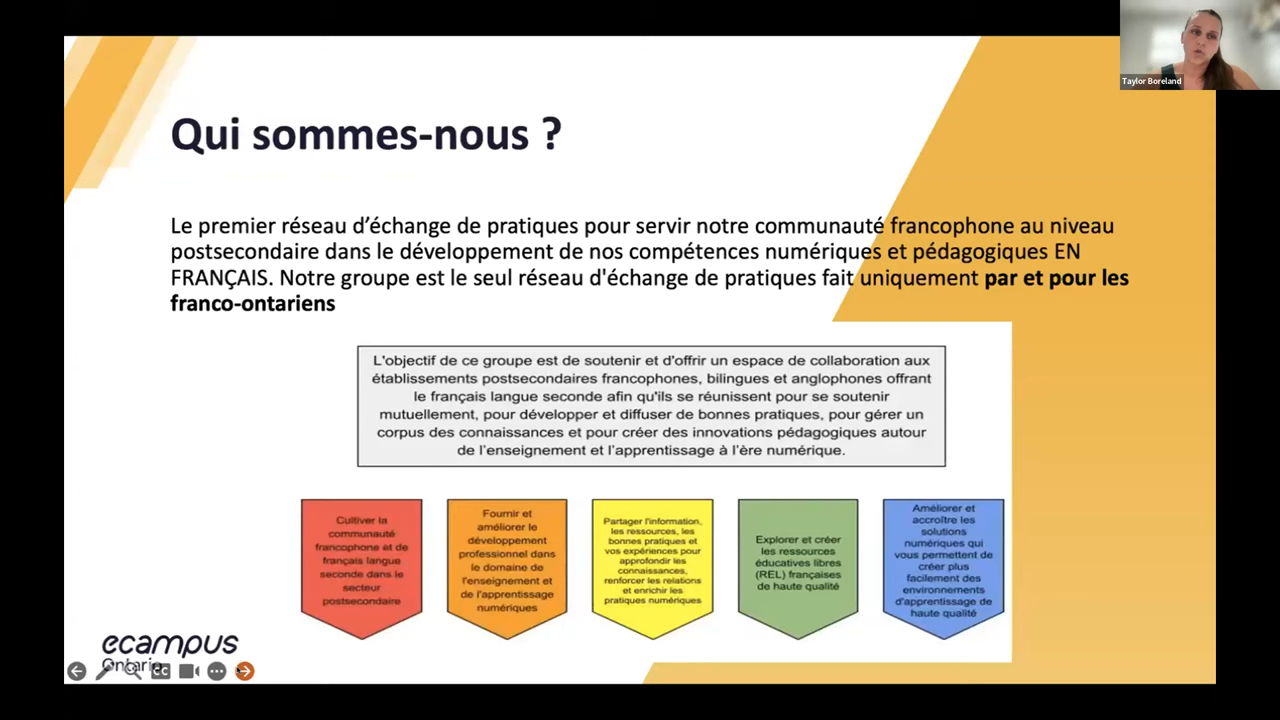 Taylor Boreland
Qui sommes-nous ?
Le premier réseau d’échange de pratiques pour servir notre communauté francophone au niveau
postsecondaire dans le développement de nos compétences numériques et pédagogiques EN
FRANÇAIS. Notre groupe est le seul réseau d'échange de pratiques fait uniquement par et pour les
franco-ontariens
L'objectif de ce groupe est de soutenir et d'offrir un espace de collaboration aux
établissements postsecondaires francophones, bilingues et anglophones offrant
le français langue seconde afin qu'ils se réunissent pour se soutenir
mutuellement, pour développer et diffuser de bonnes pratiques, pour gérer un
corpus des connaissances et pour créer des innovations pédagogiques autour
de l’enseignement et l’apprentissage à l’ère numérique.
Cultiver la
communauté
francophone et de
français langue
seconde dans le
secteur
postsecondaire
Fournir et
améliorer le
développement
professionnel dans
le domaine de
l'enseignement et
de l'apprentissage
numériques
Partager l'information,
les ressources, les
bonnes pratiques et
vos expériences pour
approfondir les
connaissances,
renforcer les relations
et enrichir les
pratiques numériques
Explorer et créer
les ressources
éducatives libres
(REL) françaises
de haute qualité
Améliorer et
accroître les
solutions
numériques qui
vous permettent de
créer plus
facilement des
environnements
d'apprentissage de
haute qualité
ecampus
Ontario
CC